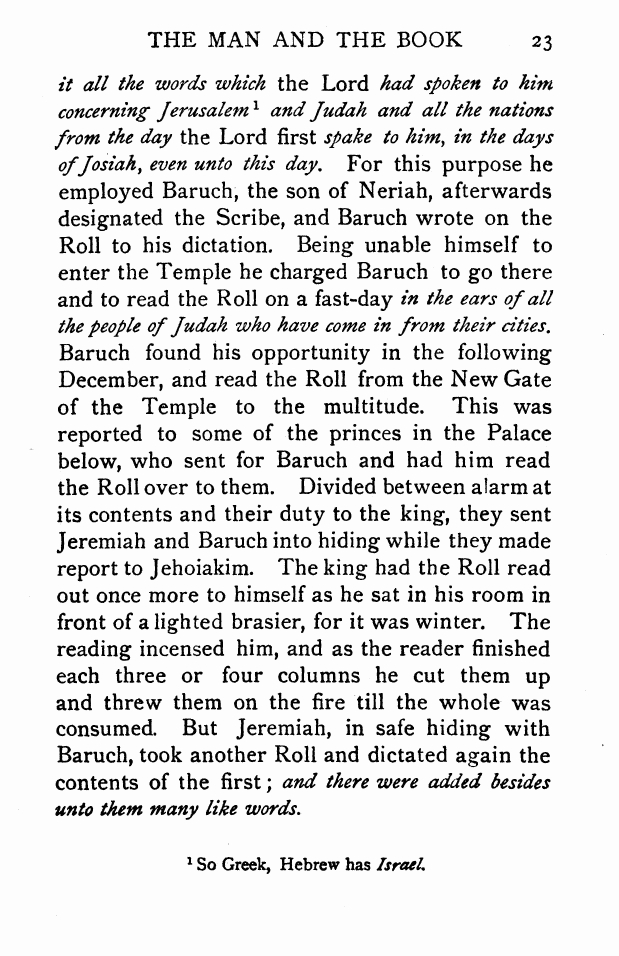 THE MAN AND THE BOOK 23
it all the words which the Lord had spoken to him
concerning Jerusalem¹ and Judah and all the nations
from the day the Lord first spake to him, in the days
of Josiah, even unto this day. For this purpose he
employed Baruch, the son of Neriah, afterwards
designated the Scribe, and Baruch wrote on the
Roll to his dictation. Being unable himself to
enter the Temple he charged Baruch to go there
and to read the Roll on a fast-day in the ears of all
the people of Judah who have come in from their cities.
Baruch found his opportunity in the following
December, and read the Roll from the New Gate
of the Temple to the multitude. This was
reported to some of the princes in the Palace
below, who sent for Baruch and had him read
the Roll over to them. Divided between alarm at
its contents and their duty to the king, they sent
Jeremiah and Baruch into hiding while they made
report to Jehoiakim. The king had the Roll read
out once more to himself as he sat in his room in
front of a lighted brasier, for it was winter. The
reading incensed him, and as the reader finished
each three or four columns he cut them up
and threw them on the fire till the whole was
consumed. But Jeremiah, in safe hiding with
Baruch, took another Roll and dictated again the
contents of the first; and there were added besides
unto them many like words.
¹ So Greek, Hebrew has Israel.